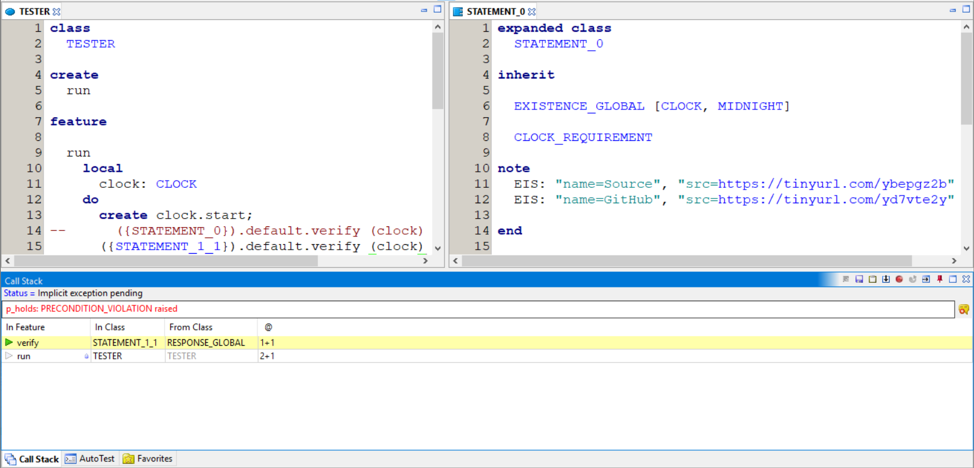 TESTER
1 class
2 TESTER
3
4 create
5 run
6
7 feature
8
9 run
10 local
11 clock: CLOCK
12 do
13 create clock.start;
14 -- ({STATEMENT_0}).default.verify (clock)
15 ({STATEMENT_1_1}).default.verify (clock)
STATEMENT_0
1 expanded class
2 STATEMENT_0
3
4 inherit
5
6 EXISTENCE_GLOBAL [CLOCK, MIDNIGHT]
7
8 CLOCK_REQUIREMENT
9
10 note
11 EIS: "name=Source", "src=https://tinyurl.com/ybepgz2b"
12 EIS: "name=GitHub", "src=https://tinyurl.com/yd7vte2y"
13
14 end
15
Call Stack
Status = Implicit exception pending
p_holds: PRECONDITION_VIOLATION raised
In Feature In Class From Class @
verify STATEMENT_1_1 RESPONSE_GLOBAL 1+1
run TESTER TESTER 2+1
Call Stack AutoTest Favorites